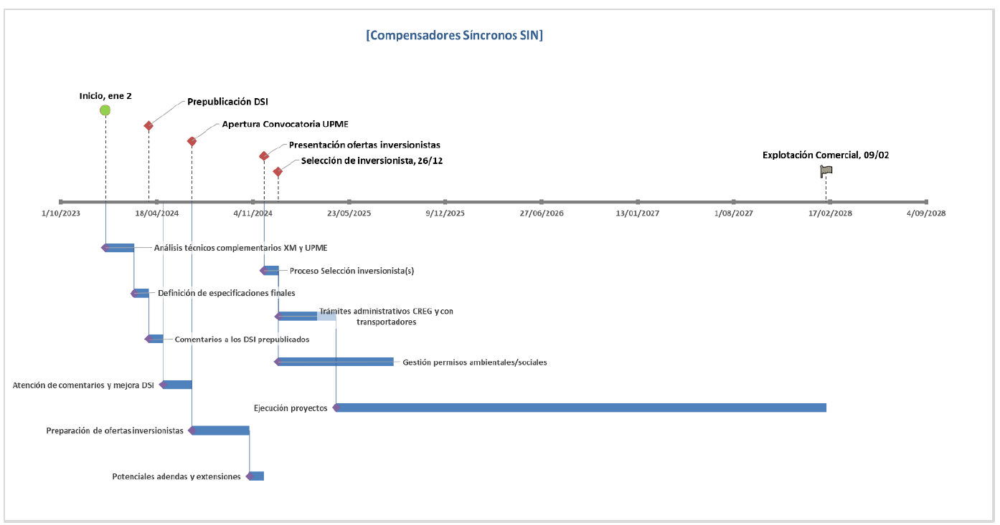 [Compensadores Síncronos SIN]
Inicio, ene 2
Prepublicación DSI
Apertura Convocatoria UPME
Presentación ofertas inversionistas
Selección de inversionista, 26/12
Explotación Comercial, 09/02
1/10/2023
18/04/2024
4/11/2024
23/05/2025
9/12/2025
27/06/2026
13/01/2027
1/08/2027
17/02/2028
4/09/2028
Análisis técnicos complementarios XM y UPME
Proceso Selección inversionista(s)
Definición de especificaciones finales
Trámites administrativos CREG y con
transportadores
Comentarios a los DSI prepublicados
Gestión permisos ambientales/sociales
Atención de comentarios y mejora DSI
Ejecución proyectos
Preparación de ofertas inversionistas
Potenciales adendas y extensiones